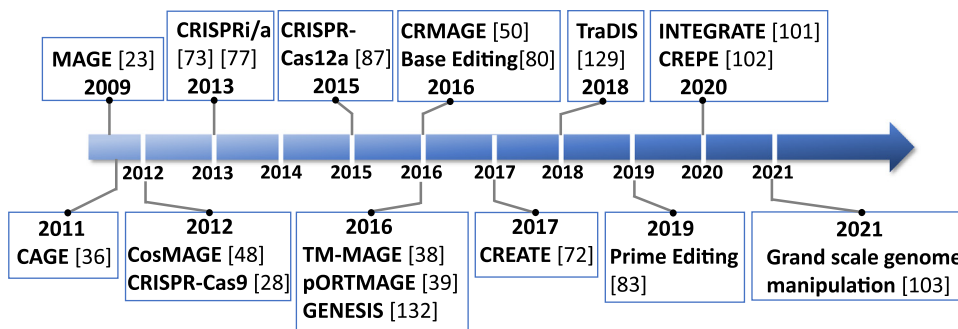 MAGE [23]
2009
CRISPRi/a
[73] [77]
2013
CRISPR-
Cas12a [87]
2015
CRMAGE [50]
Base Editing[80]
2016
TraDIS
[129]
2018
INTEGRATE [101]
CREPE [102]
2020
2012
2013
2014
2015
2016
2017
2018
2019
2020
2021
2011
CAGE [36]
2012
CosMAGE [48]
CRISPR-Cas9 [28]
2016
TM-MAGE [38]
pORTMAGE [39]
GENESIS [132]
2017
CREATE [72]
2019
Prime Editing
[83]
2021
Grand scale genome
manipulation [103]